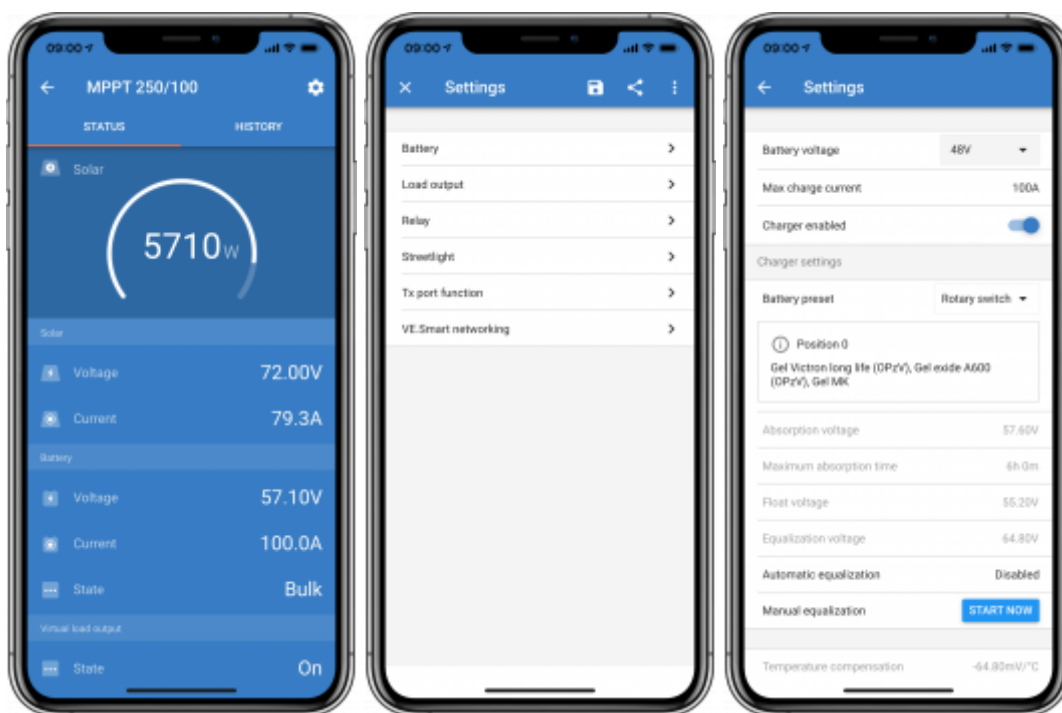 09:00
MPPT 250/100
STATUS HISTORY
Solar
5710W
Solar
Voltage 72.00V
Current 79.3A
Battery
Voltage 57.10V
Current 100.0A
State Bulk
Virtual load output
State On
09:00
Settings
Battery
Load output
Relay
Streetlight
Tx port function
VE.Smart networking
09:00
Settings
Battery voltage 48V
Max charge current 100A
Charger enabled
Charger settings
Battery preset Rotary switch
Position 0
Gel Victron long life (OPzV), Gel exide A600
(OPzV), Gel MK
Absorption voltage 57.60V
Maximum absorption time 6h 0m
Float voltage 55.20V
Equalization voltage 64.80V
Automatic equalization Disabled
Manual equalization START NOW
Temperature compensation -64.80mV/°C